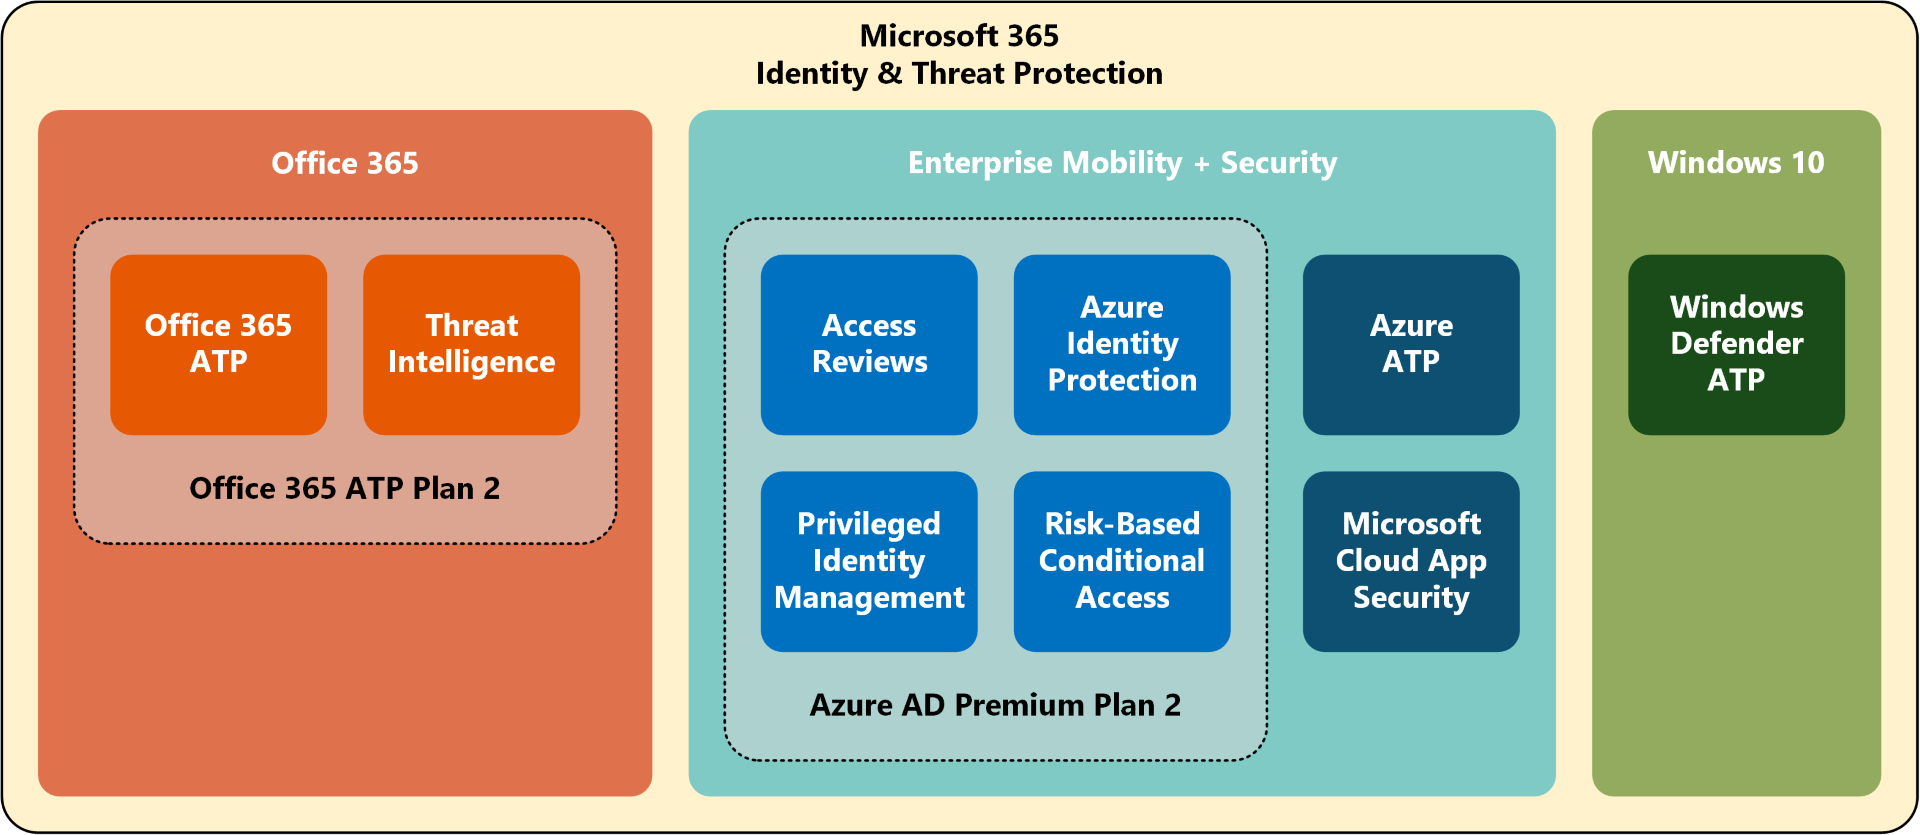 Microsoft 365
Identity & Threat Protection
Office 365
Office 365
ATP
Threat
Intelligence
Office 365 ATP Plan 2
Enterprise Mobility + Security
Access
Reviews
Azure
Identity
Protection
Privileged
Identity
Management
Risk-Based
Conditional
Access
Azure AD Premium Plan 2
Azure
ATP
Microsoft
Cloud App
Security
Windows 10
Windows
Defender
ATP